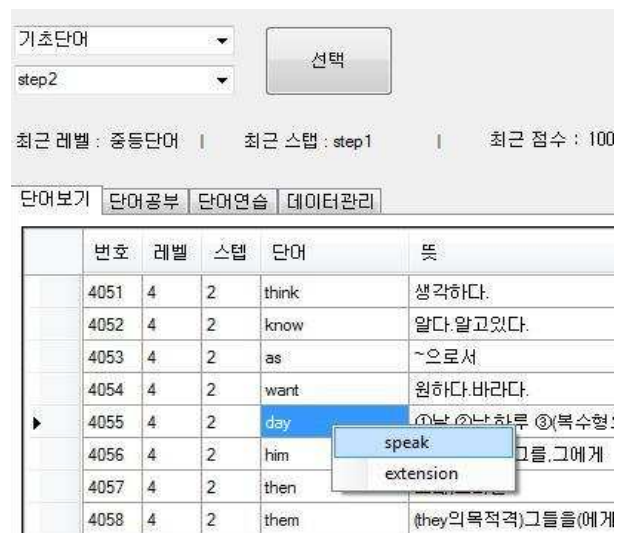 기초단어
선택
step2
최근 레벨 : 중등단어 | 최근 스탭 : step1 | 최근 점수 : 100
단어보기 단어공부 단어연습 데이터관리
번호 레벨 스텝 단어 뜻
4051 4 2 think 생각하다.
4052 4 2 know 알다.알고있다.
4053 4 2 as ~으로서
4054 4 2 want 원하다.바라다.
4055 4 2 day ①날 ②낮,하루 ③(복수형
speak
4056 4 2 him 그를,그에게
extension
4057 4 2 then
4058 4 2 them (they의목적격)그들을(에게